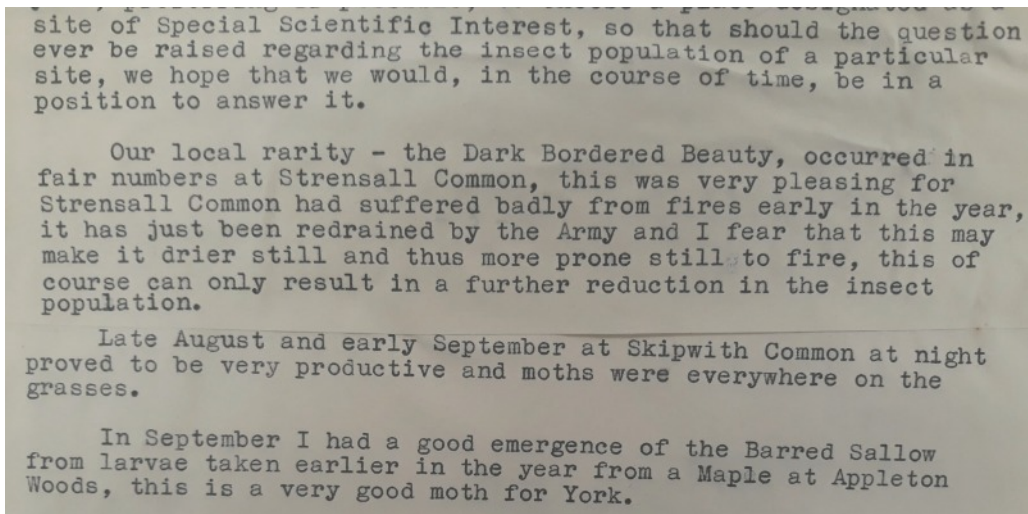 site of Special Scientific Interest, so that should the question
ever be raised regarding the insect population of a particular
site, we hope that we would, in the course of time, be in a
position to answer it.
Our local rarity - the Dark Bordered Beauty, occurred in
fair numbers at Strensall Common, this was very pleasing for
Strensall Common had suffered badly from fires early in the year,
it has just been redrained by the Army and I fear that this may
make it drier still and thus more prone still to fire, this of
course can only result in a further reduction in the insect
population.
Late August and early September at Skipwith Common at night
proved to be very productive and moths were everywhere on the
grasses.
In September I had a good emergence of the Barred Sallow
from larvae taken earlier in the year from a Maple at Appleton
Woods, this is a very good moth for York.